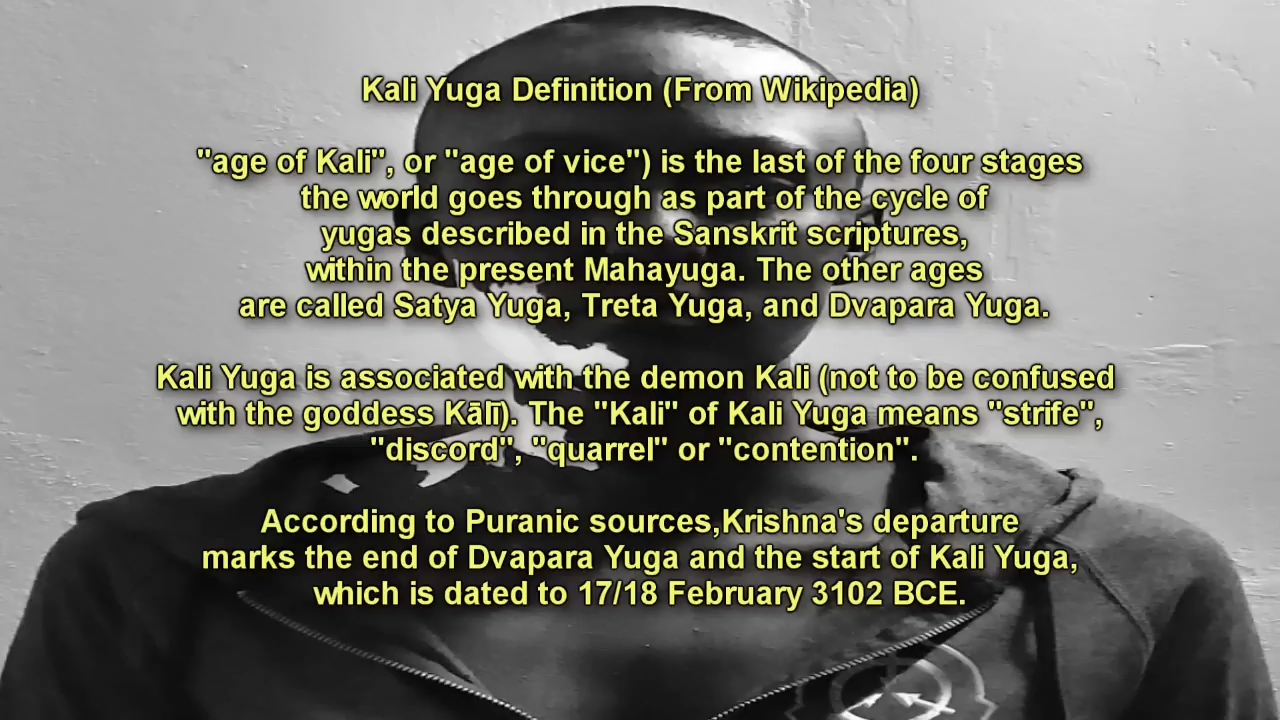 Kali Yuga Definition (From Wikipedia)
"age of Kali", or "age of vice") is the last of the four stages
the world goes through as part of the cycle of
yugas described in the Sanskrit scriptures,
within the present Mahayuga. The other ages
are called Satya Yuga, Treta Yuga, and Dvapara Yuga.
Kali Yuga is associated with the demon Kali (not to be confused
with the goddess Kālī). The "Kali" of Kali Yuga means "strife",
"discord", "quarrel" or "contention".
According to Puranic sources,Krishna's departure
marks the end of Dvapara Yuga and the start of Kali Yuga,
which is dated to 17/18 February 3102 BCE.